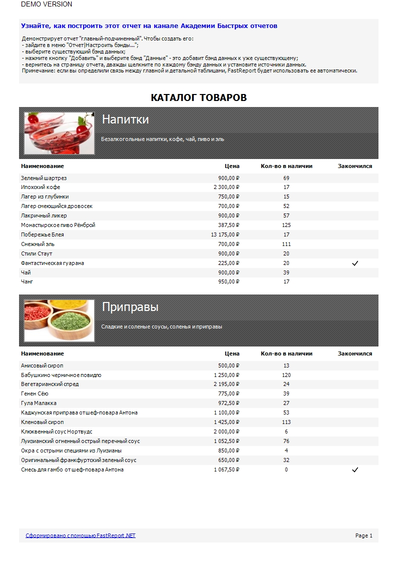 DEMO VERSION
Узнайте, как построить этот отчет на канале Академии Быстрых отчетов
Демонстрирует отчет "главный-подчиненный". Чтобы создать его:
- зайдите в меню "Отчет|Настроить бэнды...";
- выберите существующий бэнд данных;
- нажмите кнопку "Добавить" и выберите бэнд "Данные" - это добавит бэнд данных к уже существующему;
- вернитесь на страницу отчета, дважды щелкните по каждому бэнду данных и установите источники данных.
Примечание: если вы определили связь между главной и детальной таблицами, FastReport будет использовать ее автоматически.
КАТАЛОГ ТОВАРОВ
Напитки
Безалкогольные напитки, кофе, чай, пиво и эль
Наименование Цена Кол-во в наличии Закончился
Зеленый шартрез 900,00 ₽ 69
Ипохский кофе 2 300,00 ₽ 17
Лагер из глубинки 750,00 ₽ 15
Лагер смеющийся дровосек 700,00 ₽ 52
Лакричный ликер 900,00 ₽ 57
Монастырское пиво Рёнброй 387,50 ₽ 125
Побережье Блея 13 175,00 ₽ 17
Снежный эль 700,00 ₽ 111
Стили Стаут 900,00 ₽ 20
Фантастическая гуарана 225,00 ₽ 20 ✓
Чай 900,00 ₽ 39
Чанг 950,00 ₽ 17
Приправы
Сладкие и соленые соусы, соленья и приправы
Наименование Цена Кол-во в наличии Закончился
Анисовый сироп 500,00 ₽ 13
Бабушкино черничное повидло 1 250,00 ₽ 120
Вегетарианский спред 2 195,00 ₽ 24
Генен Сёю 775,00 ₽ 39
Гула Малакка 972,50 ₽ 27
Каджунская приправа от шеф-повара Антона 1 100,00 ₽ 53
Кленовый сироп 1 425,00 ₽ 113
Клюквенный соус Нортвудс 2 000,00 ₽ 6
Луизианский огненный острый перечный соус 1 052,50 ₽ 76
Окра с острыми специями из Луизианы 850,00 ₽ 4
Оригинальный франкфуртский зеленый соус 650,00 ₽ 32
Смесь для гамбо от шеф-повара Антона 1 067,50 ₽ 0 ✓
Сформировано с помощью FastReport.NET Page 1